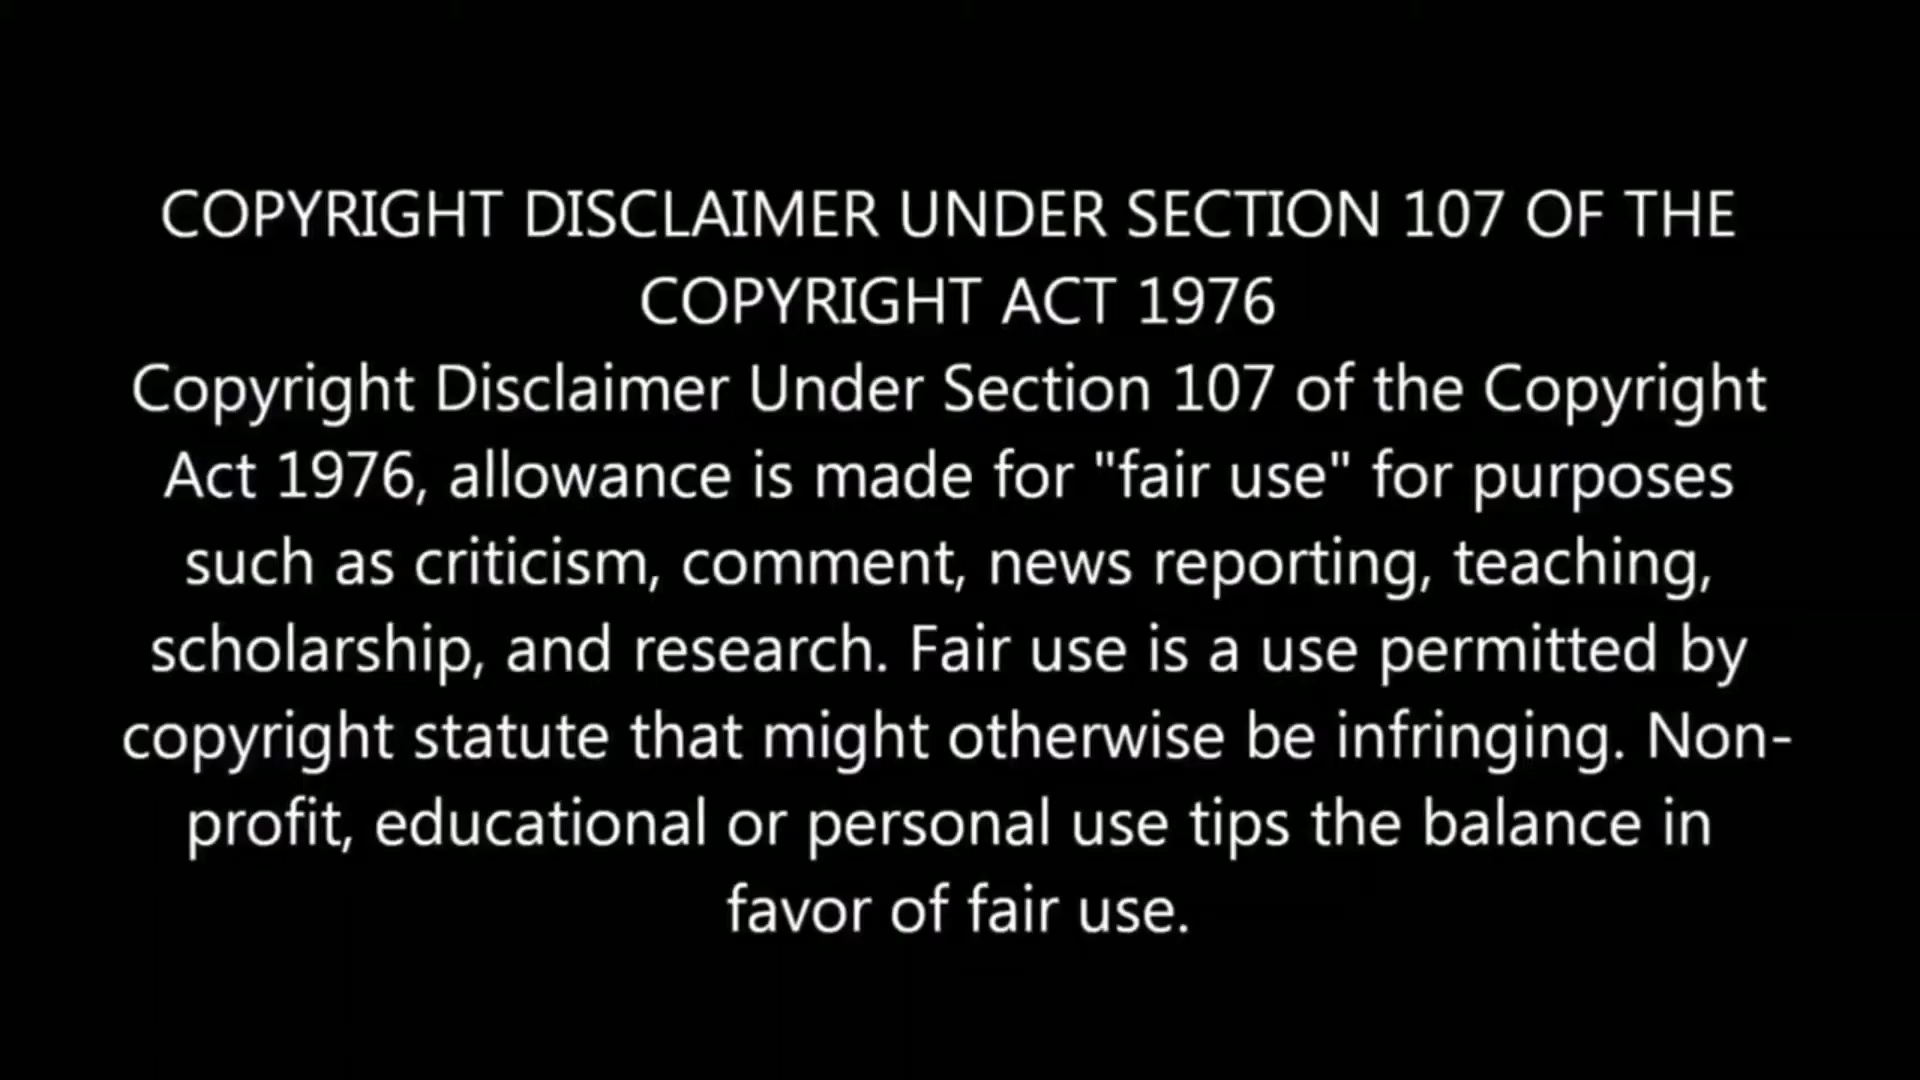 COPYRIGHT DISCLAIMER UNDER SECTION 107 OF THE
COPYRIGHT ACT 1976
Copyright Disclaimer Under Section 107 of the Copyright
Act 1976, allowance is made for "fair use" for purposes
such as criticism, comment, news reporting, teaching,
scholarship, and research. Fair use is a use permitted by
copyright statute that might otherwise be infringing. Non-
profit, educational or personal use tips the balance in
favor of fair use.